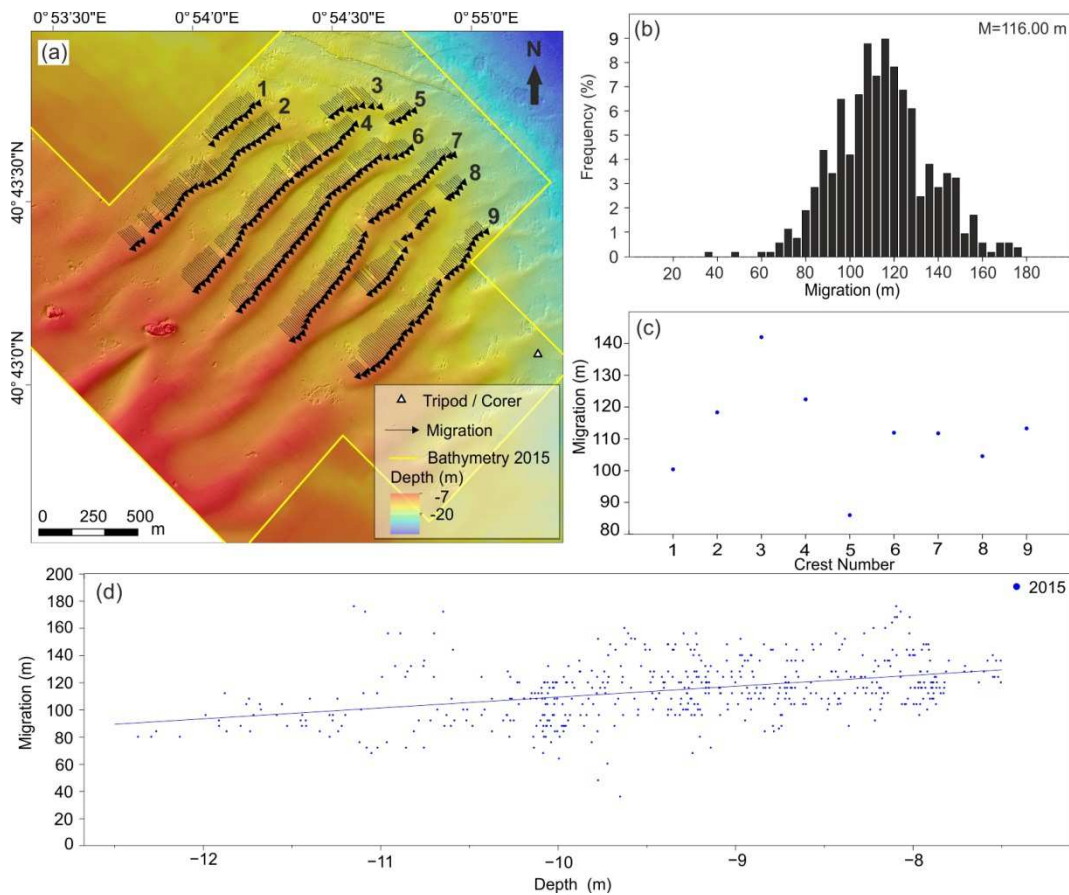 0° 53'30"E 0° 54'0"E 0° 54'30"E 0° 55'0"E
(a)
N
1
2
3
4
5
6
7
8
9
40° 43'30"N
40° 43'0"N
Tripod / Corer
Migration
Bathymetry 2015
Depth (m)
-7
-20
0 250 500
m
(b)
M=116.00 m
Frequency (%)
9
8
7
6
5
4
3
2
1
0
20 40 60 80 100 120 140 160 180
Migration (m)
(c)
Migration (m)
140
120
100
90
80
1 2 3 4 5 6 7 8 9
Crest Number
(d)
2015
Migration (m)
200
180
160
140
120
100
80
60
40
20
0
−12 −11 −10 −9 −8
Depth (m)